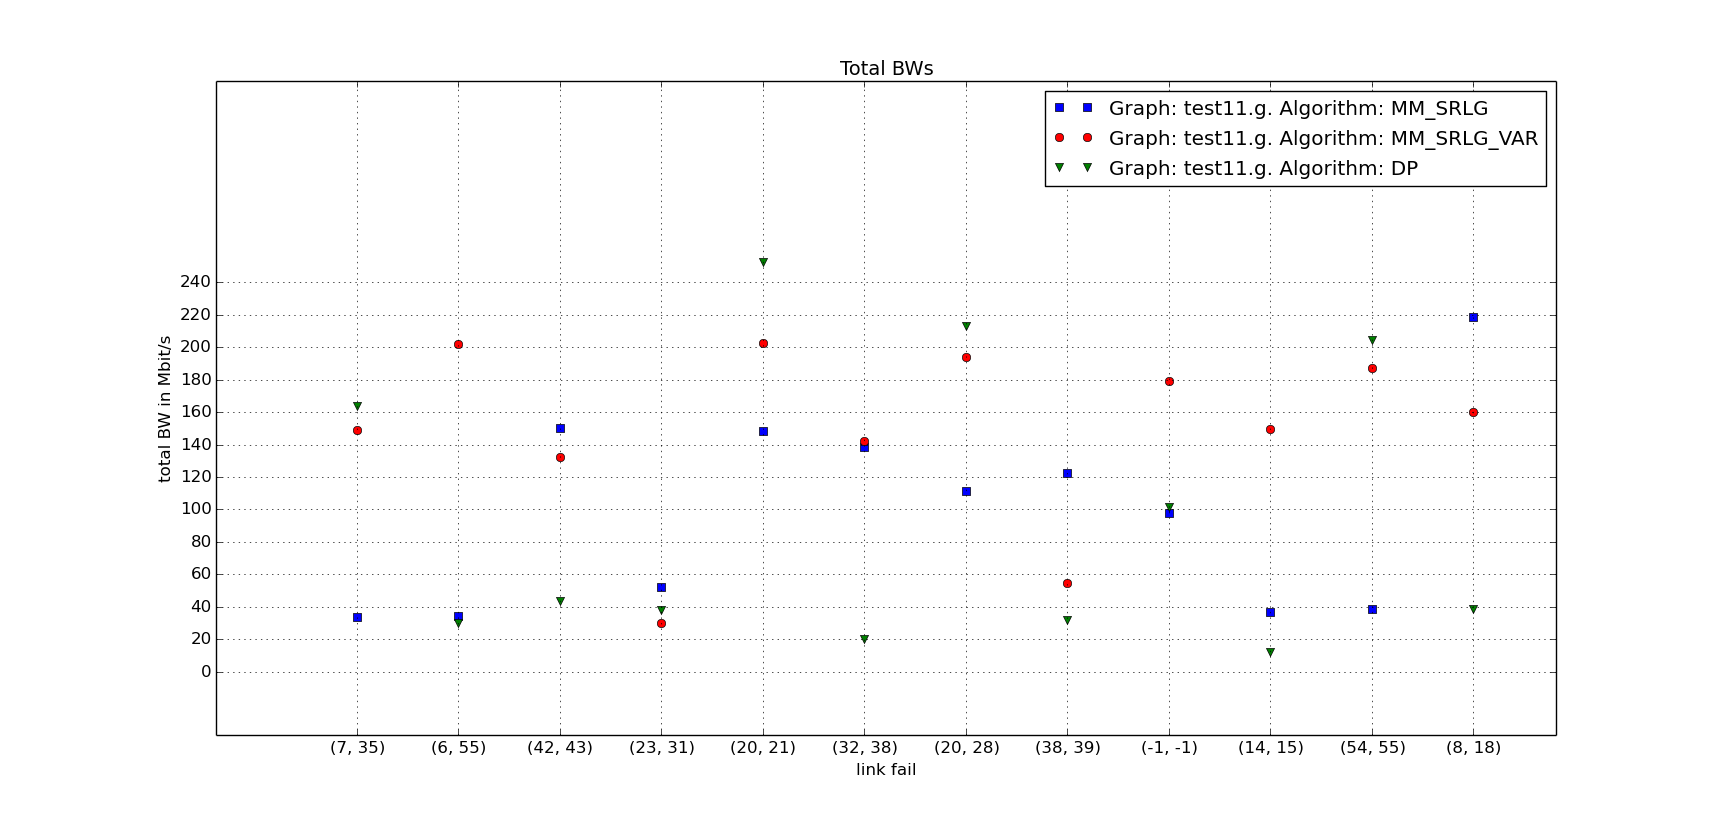 Total BWs
Graph: test11.g. Algorithm: MM_SRLG
Graph: test11.g. Algorithm: MM_SRLG_VAR
Graph: test11.g. Algorithm: DP
240
220
200
180
160
140
120
100
80
60
40
20
0
total BW in Mbit/s
(7, 35) (6, 55) (42, 43) (23, 31) (20, 21) (32, 38) (20, 28) (38, 39) (-1, -1) (14, 15) (54, 55) (8, 18)
link fail